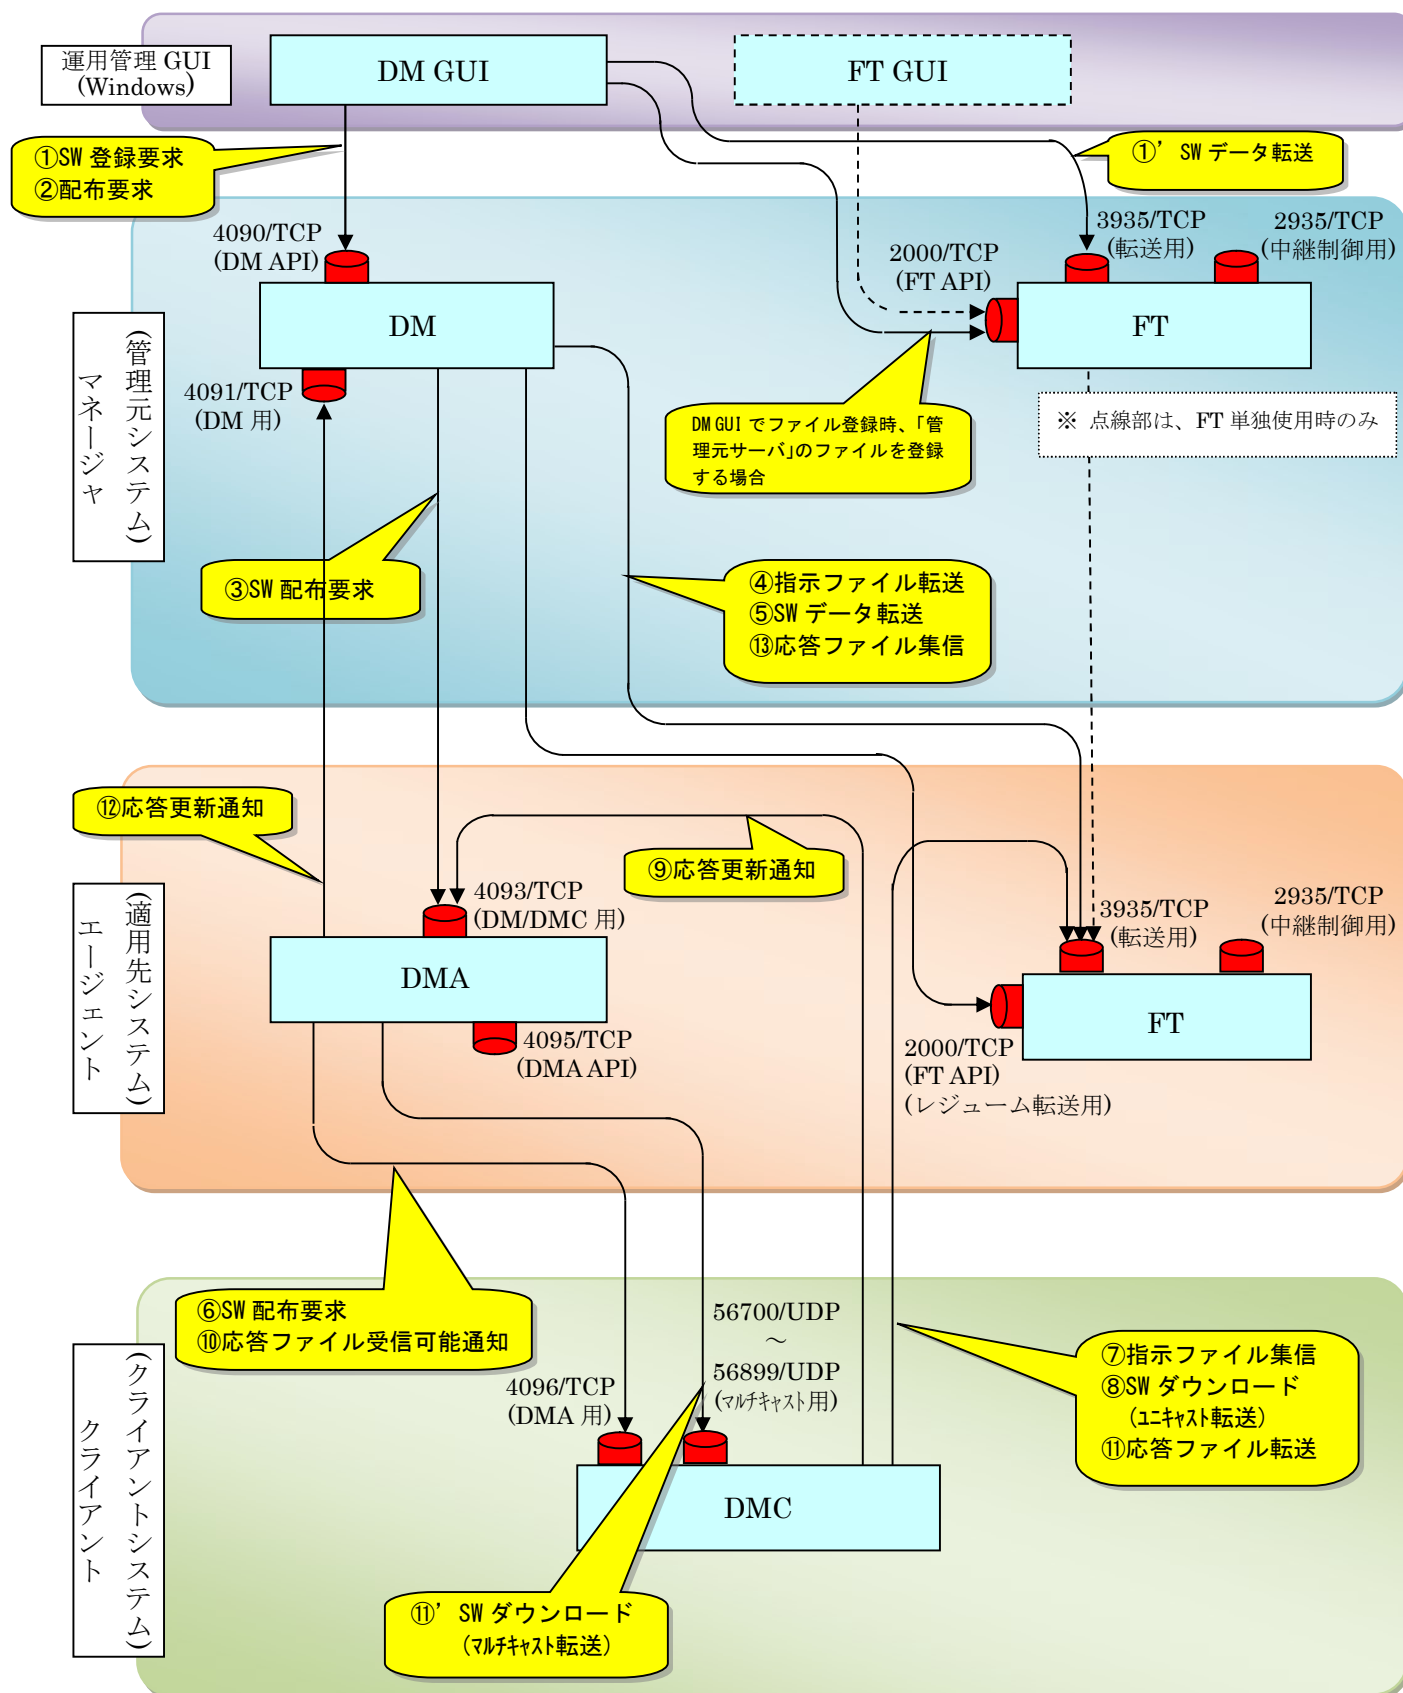 運用管理 GUI
(Windows)
DM GUI
FT GUI
①SW 登録要求
②配布要求
①’ SW データ転送
4090/TCP
(DM API)
2000/TCP
(FT API)
3935/TCP
(転送用)
2935/TCP
(中継制御用)
DM
FT
(管理元システム)
マネージャ
4091/TCP
(DM 用)
DM GUI でファイル登録時、「管
理元サーバ」のファイルを登録
する場合
※ 点線部は、FT 単独使用時のみ
③SW 配布要求
④指示ファイル転送
⑤SW データ転送
⑬応答ファイル集信
⑫応答更新通知
⑨応答更新通知
(適用先システム)
エージェント
4093/TCP
(DM/DMC 用)
3935/TCP
(転送用)
2935/TCP
(中継制御用)
DMA
FT
4095/TCP
(DMA API)
2000/TCP
(FT API)
(レジューム転送用)
⑥SW 配布要求
⑩応答ファイル受信可能通知
56700/UDP
～
56899/UDP
(マルチキャスト用)
4096/TCP
(DMA 用)
⑦指示ファイル集信
⑧SW ダウンロード
(ユニキャスト転送)
⑪応答ファイル転送
(クライアントシステム)
クライアント
DMC
⑪’ SW ダウンロード
(マルチキャスト転送)